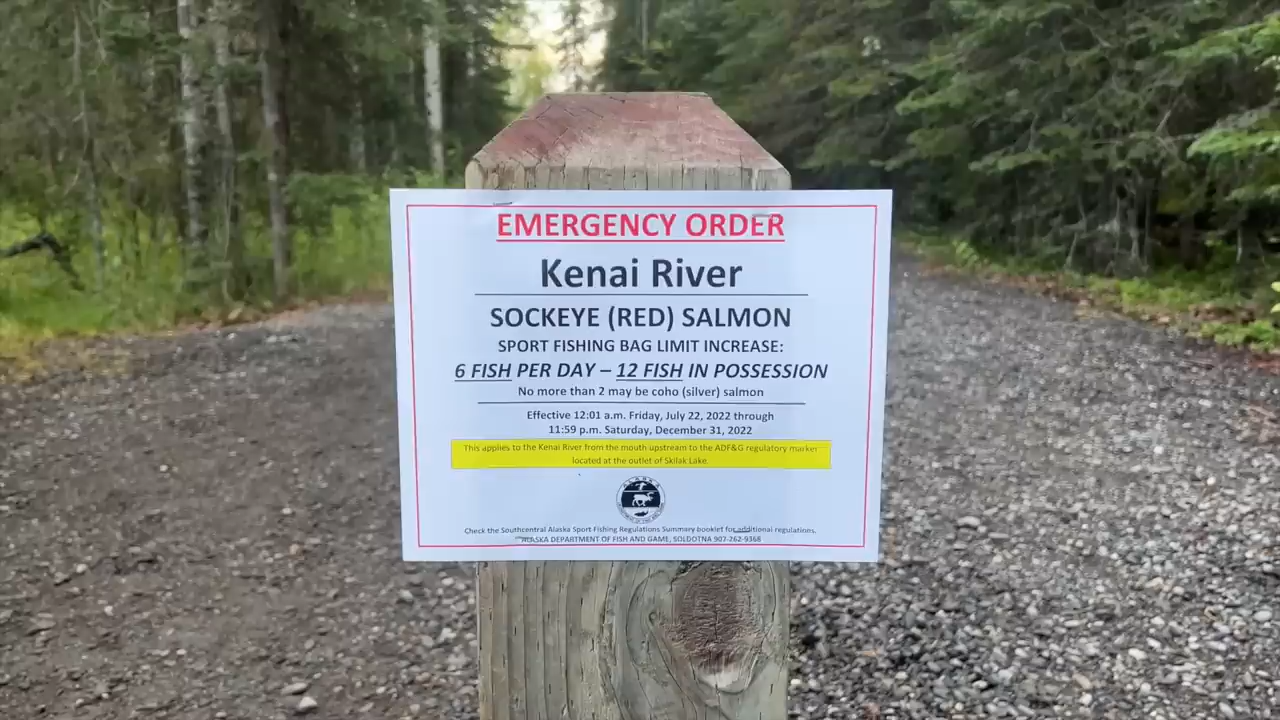 EMERGENCY ORDER
Kenai River
SOCKEYE (RED) SALMON
SPORT FISHING BAG LIMIT INCREASE:
6 FISH PER DAY – 12 FISH IN POSSESSION
No more than 2 may be coho (silver) salmon
Effective 12:01 a.m. Friday, July 22, 2022 through
11:59 p.m. Saturday, December 31, 2022
This applies to the Kenai River from the mouth upstream to the ADF&G regulatory marker
located at the outlet of Skilak Lake.
ALASKA
Check the Southcentral Alaska Sport Fishing Regulations Summary booklet for additional regulations.
ALASKA DEPARTMENT OF FISH AND GAME, SOLDOTNA 907-262-9368